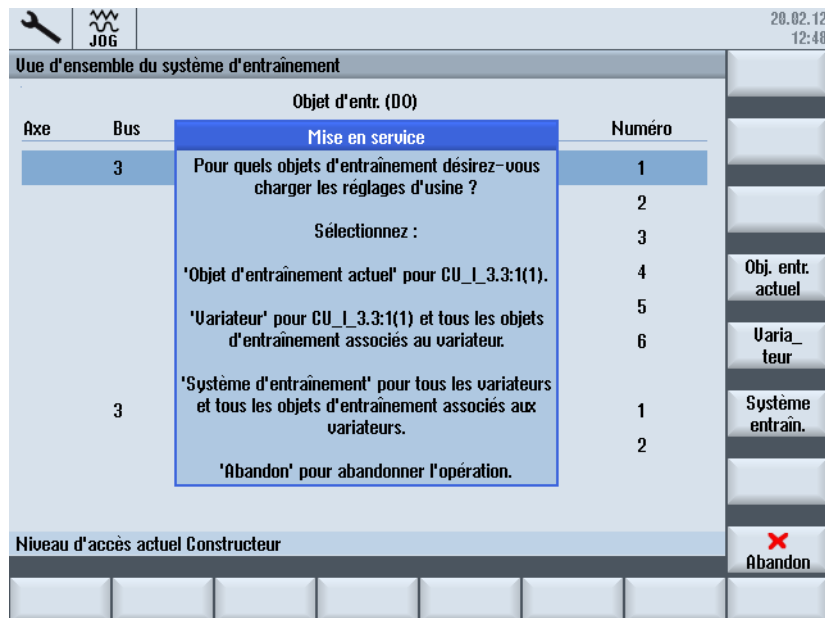 20.02.12
JOG
12:48
Vue d'ensemble du système d'entraînement
Objet d'entr. (DO)
Axe Bus Numéro
Mise en service
3 1
Pour quels objets d'entraînement désirez-vous
charger les réglages d'usine ?
2
Sélectionnez :
3
'Objet d'entraînement actuel' pour CU_I_3.3:1(1).
4
Obj. entr.
actuel
'Variateur' pour CU_I_3.3:1(1) et tous les objets
d'entraînement associés au variateur.
5
6
Varia_
teur
'Système d'entraînement' pour tous les variateurs
et tous les objets d'entraînement associés aux
variateurs.
3 1
2
Système
entraîn.
'Abandon' pour abandonner l'opération.
Niveau d'accès actuel Constructeur
Abandon